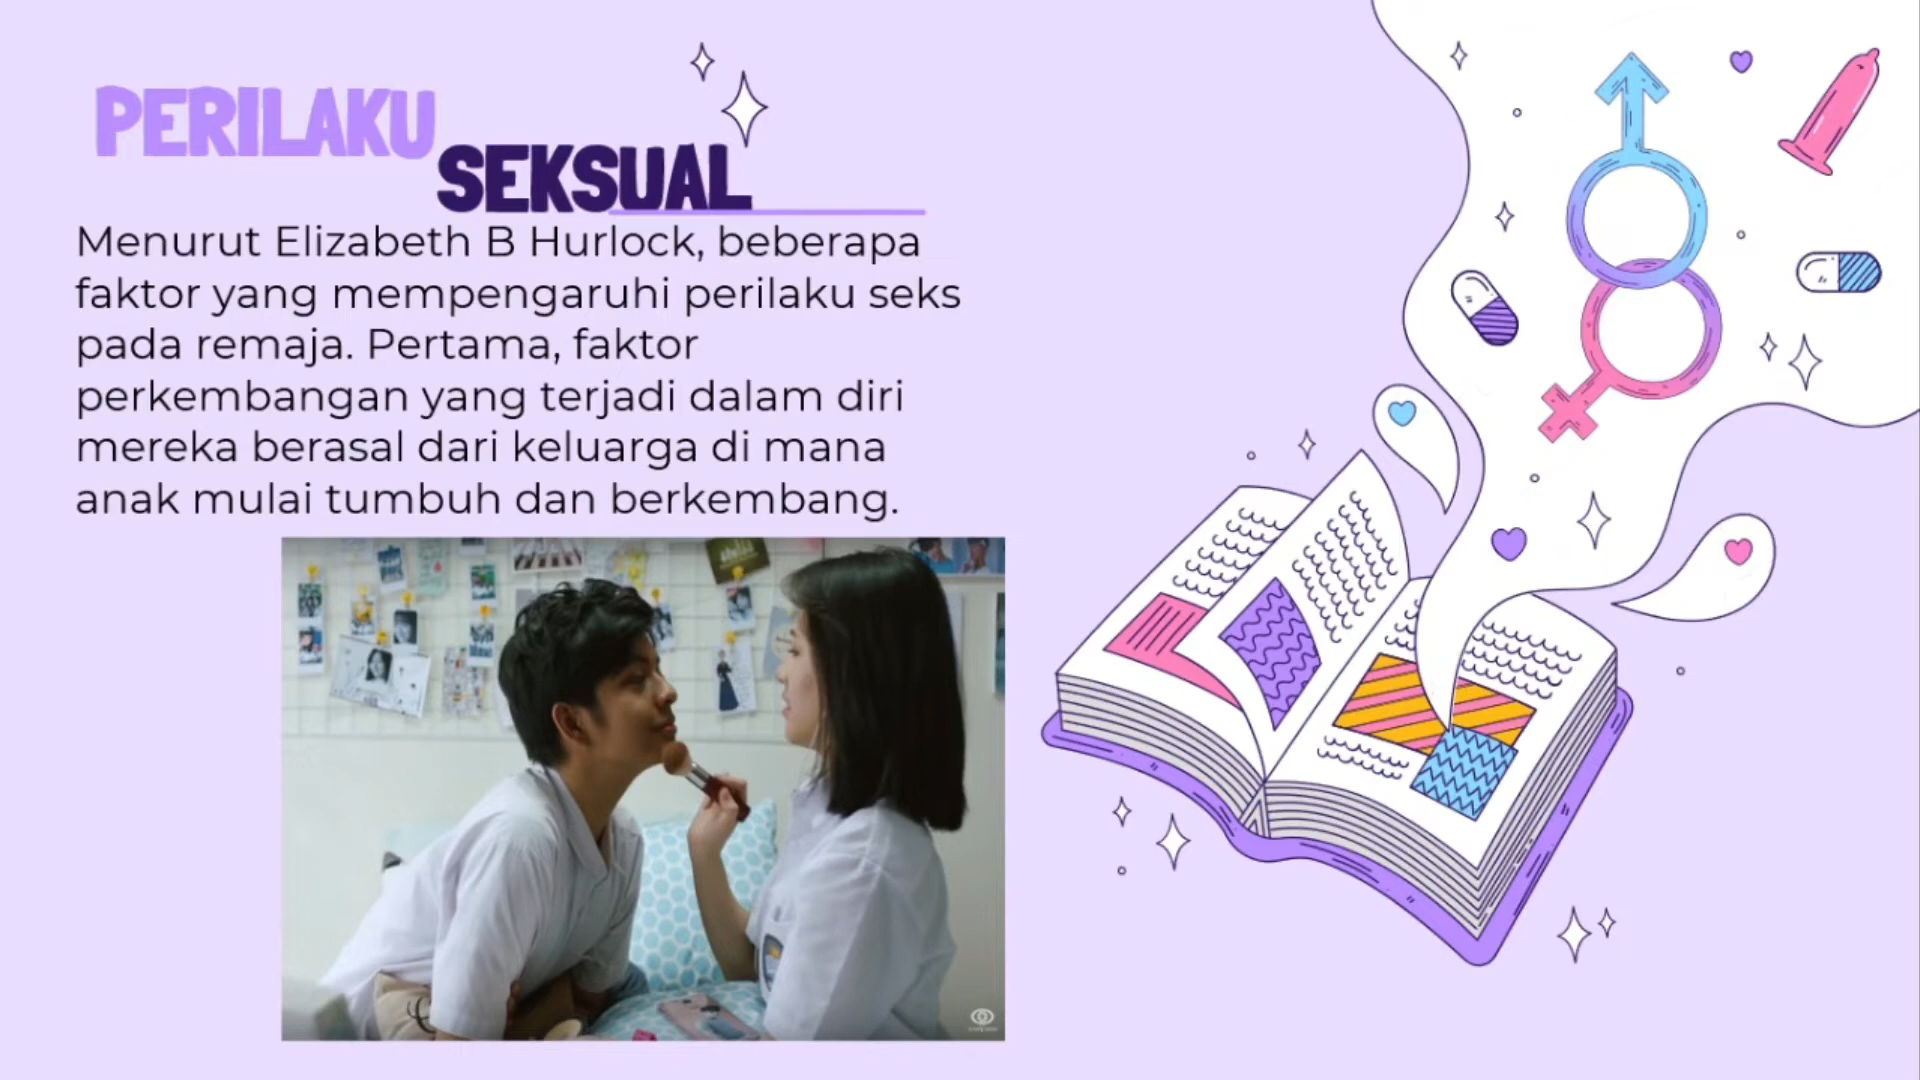 PERILAKU
SEKSUAL
Menurut Elizabeth B Hurlock, beberapa
faktor yang mempengaruhi perilaku seks
pada remaja. Pertama, faktor
perkembangan yang terjadi dalam diri
mereka berasal dari keluarga di mana
anak mulai tumbuh dan berkembang.